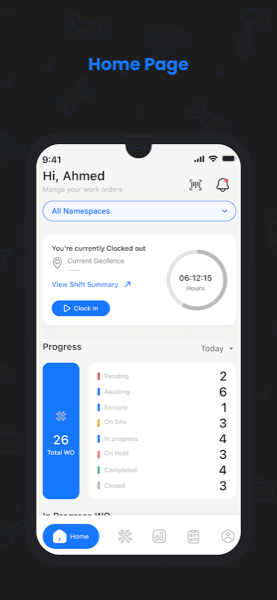 Home Page
9:41
Hi, Ahmed
Mange your work orders
All Namespaces
You're currently Clocked out
Current Geofence
View Shift Summary
Clock In
06:12:15
Hours
Progress
Today
26
Total WO
Pending 2
Awaiting 6
Enroute 1
On Site 3
In progress 4
On Hold 3
Completed 4
Closed 3
In Progress WO
Home